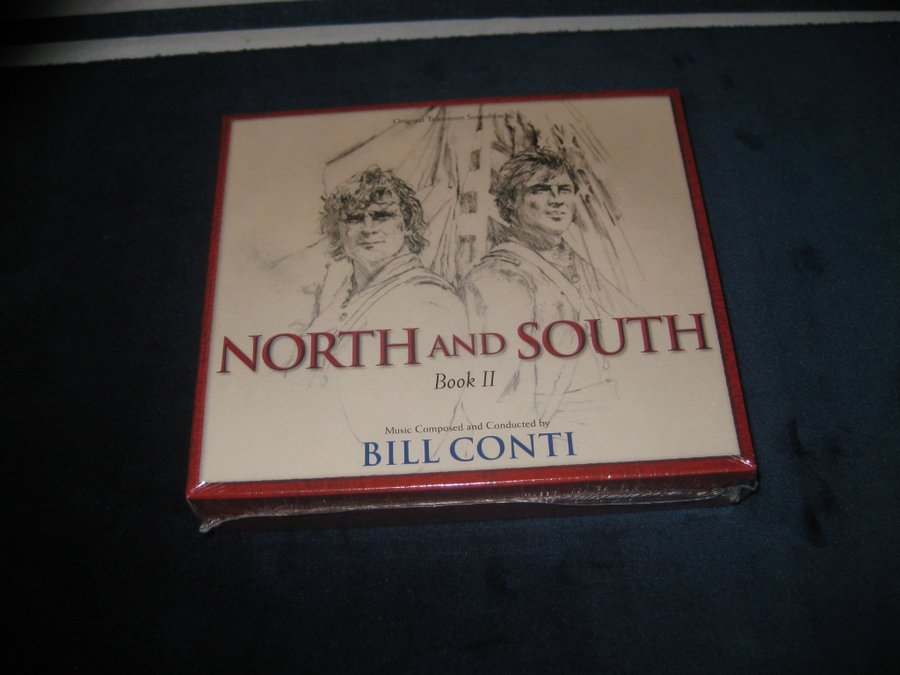 Original Television Soundtrack
NORTH AND SOUTH
Book II
Music Composed and Conducted by
BILL CONTI